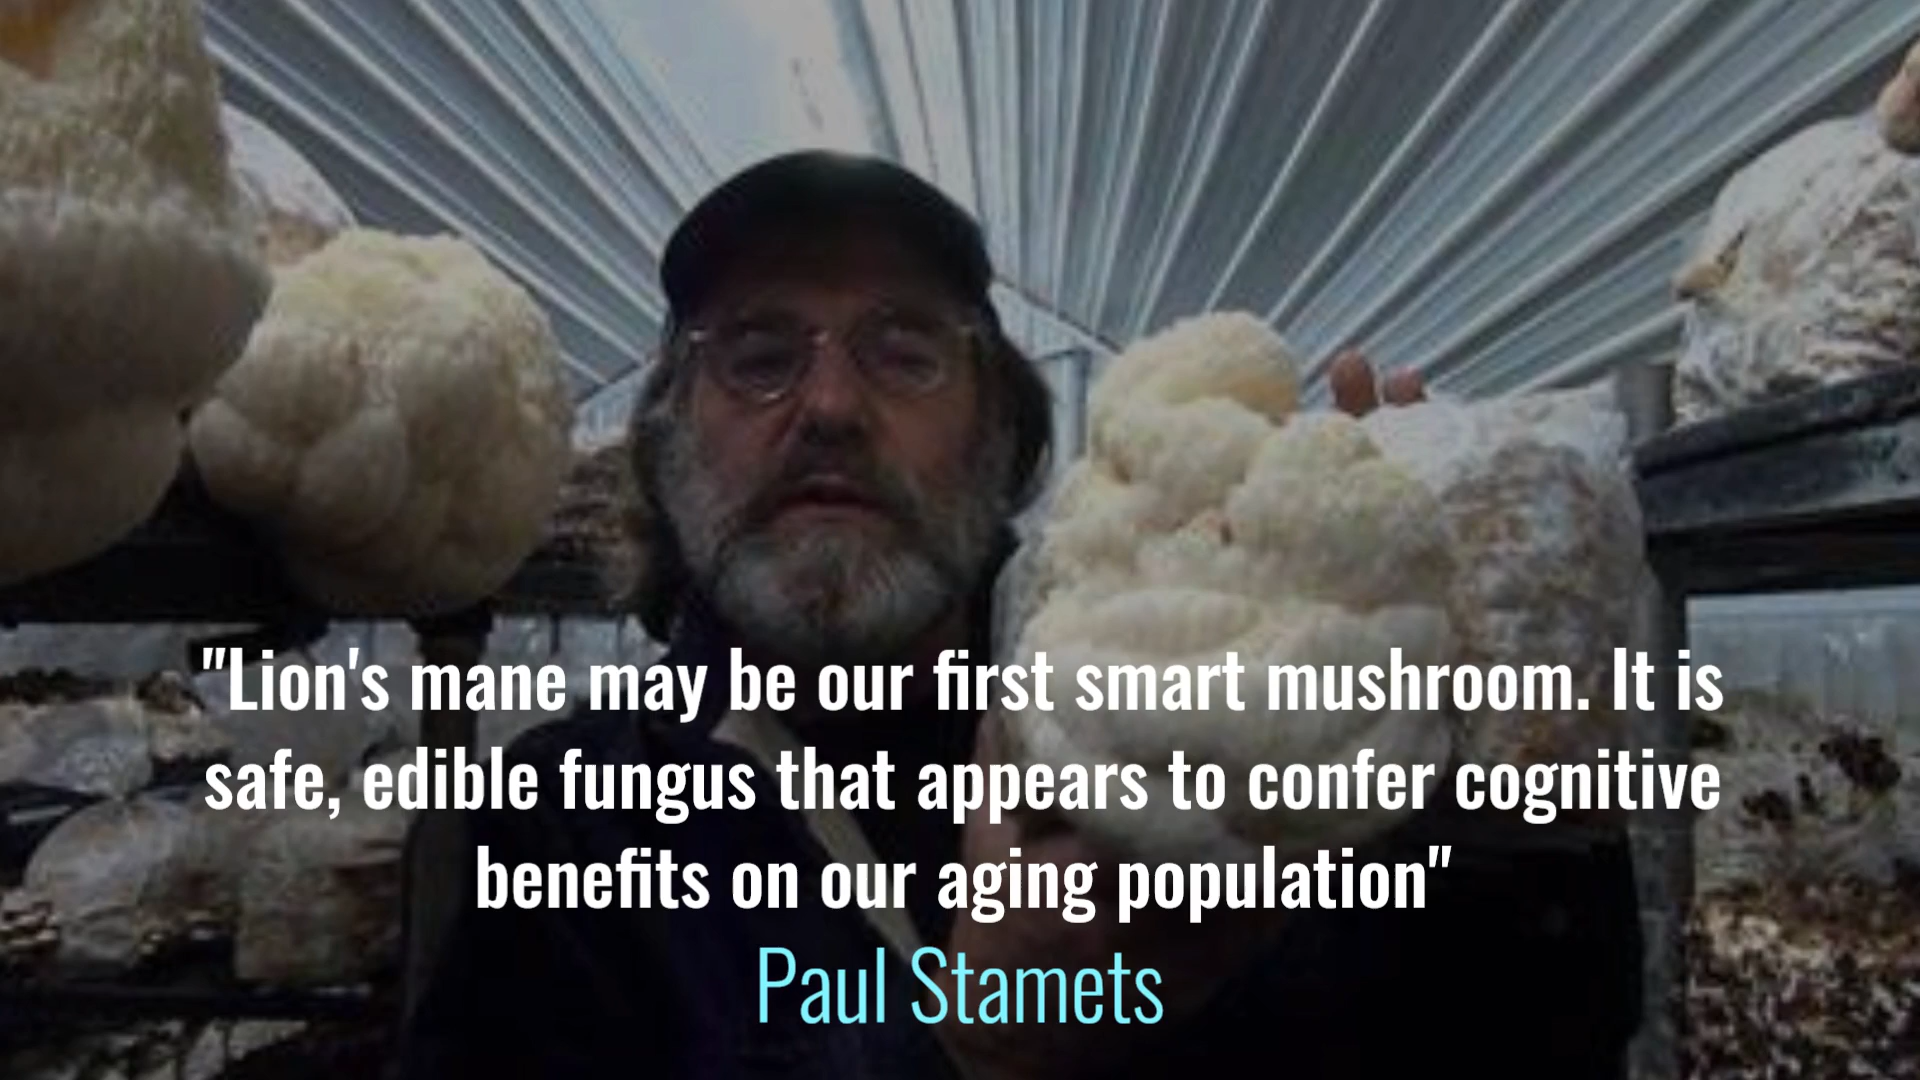 "Lion's mane may be our first smart mushroom. It is
safe, edible fungus that appears to confer cognitive
benefits on our aging population"
Paul Stamets